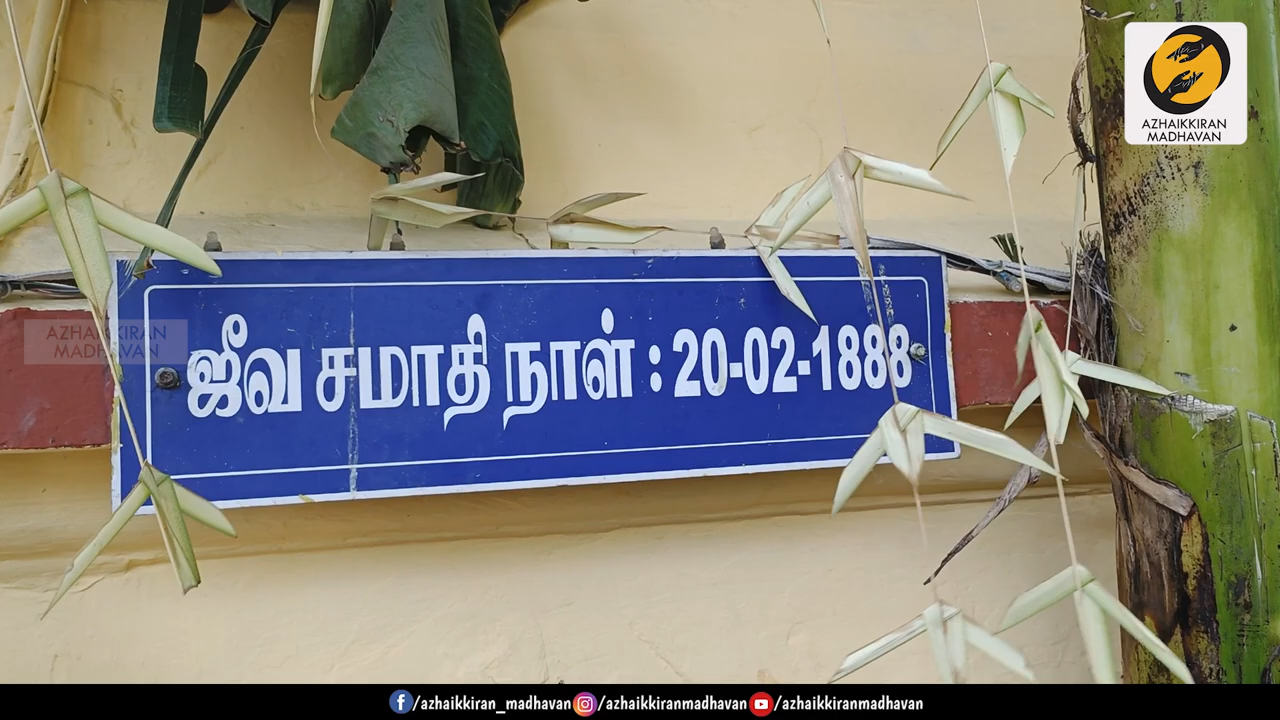 AZHAIKKIRAN
MADHAVAN
AZHAIKKIRAN
MADHAVAN
ஜீவ சமாதி நாள் : 20-02-1888
/azhaikkiran_madhavan /azhaikkiranmadhavan /azhaikkiranmadhavan